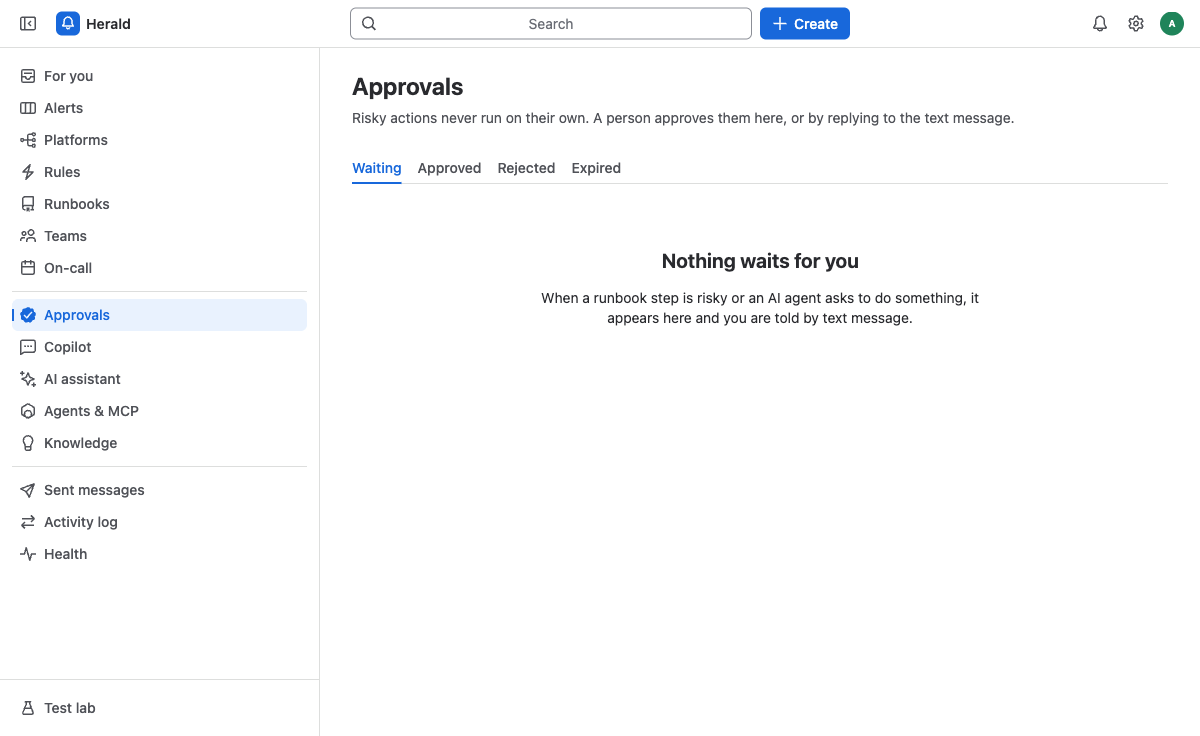 Herald
Search
Create
A
For you
Alerts
Platforms
Rules
Runbooks
Teams
On-call
Approvals
Copilot
AI assistant
Agents & MCP
Knowledge
Sent messages
Activity log
Health
Test lab
Approvals
Risky actions never run on their own. A person approves them here, or by replying to the text message.
Waiting Approved Rejected Expired
Nothing waits for you
When a runbook step is risky or an AI agent asks to do something, it
appears here and you are told by text message.